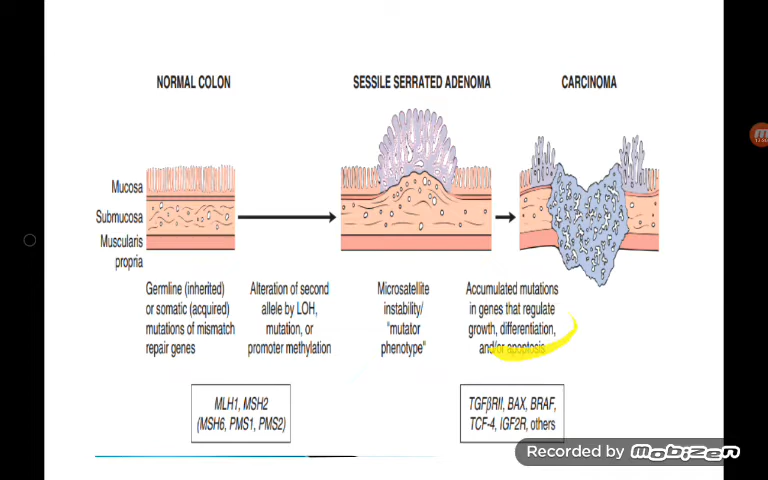 NORMAL COLON
SESSILE SERRATED ADENOMA
CARCINOMA
Mucosa
Submucosa
Muscularis
propria
Germline (inherited)
or somatic (acquired)
mutations of mismatch
repair genes
Alteration of second
allele by LOH,
mutation, or
promoter methylation
Microsatellite
instability/
"mutator
phenotype"
Accumulated mutations
in genes that regulate
growth, differentiation,
and/or apoptosis
MLH1, MSH2
(MSH6, PMS1, PMS2)
TGFβRII, BAX, BRAF,
TCF-4, IGF2R, others
Recorded by mobizen